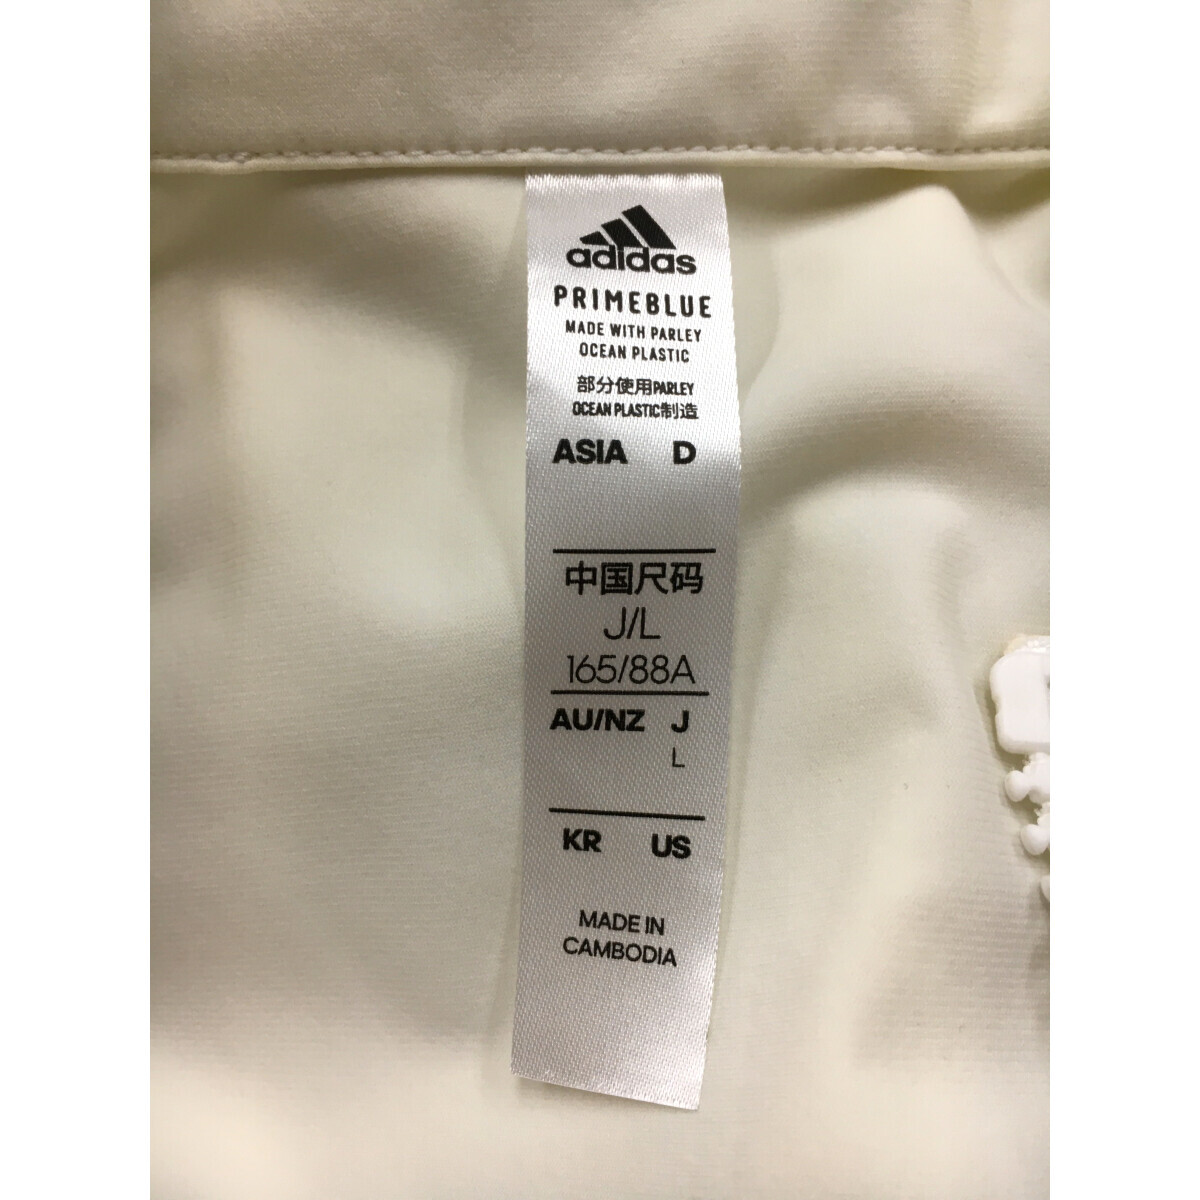 adidas
PRIMEBLUE
MADE WITH PARLEY
OCEAN PLASTIC
部分使用PARLEY
OCEAN PLASTIC制造
ASIA D
中国尺码
J/L
165/88A
AU/NZ J
L
KR US
MADE IN
CAMBODIA